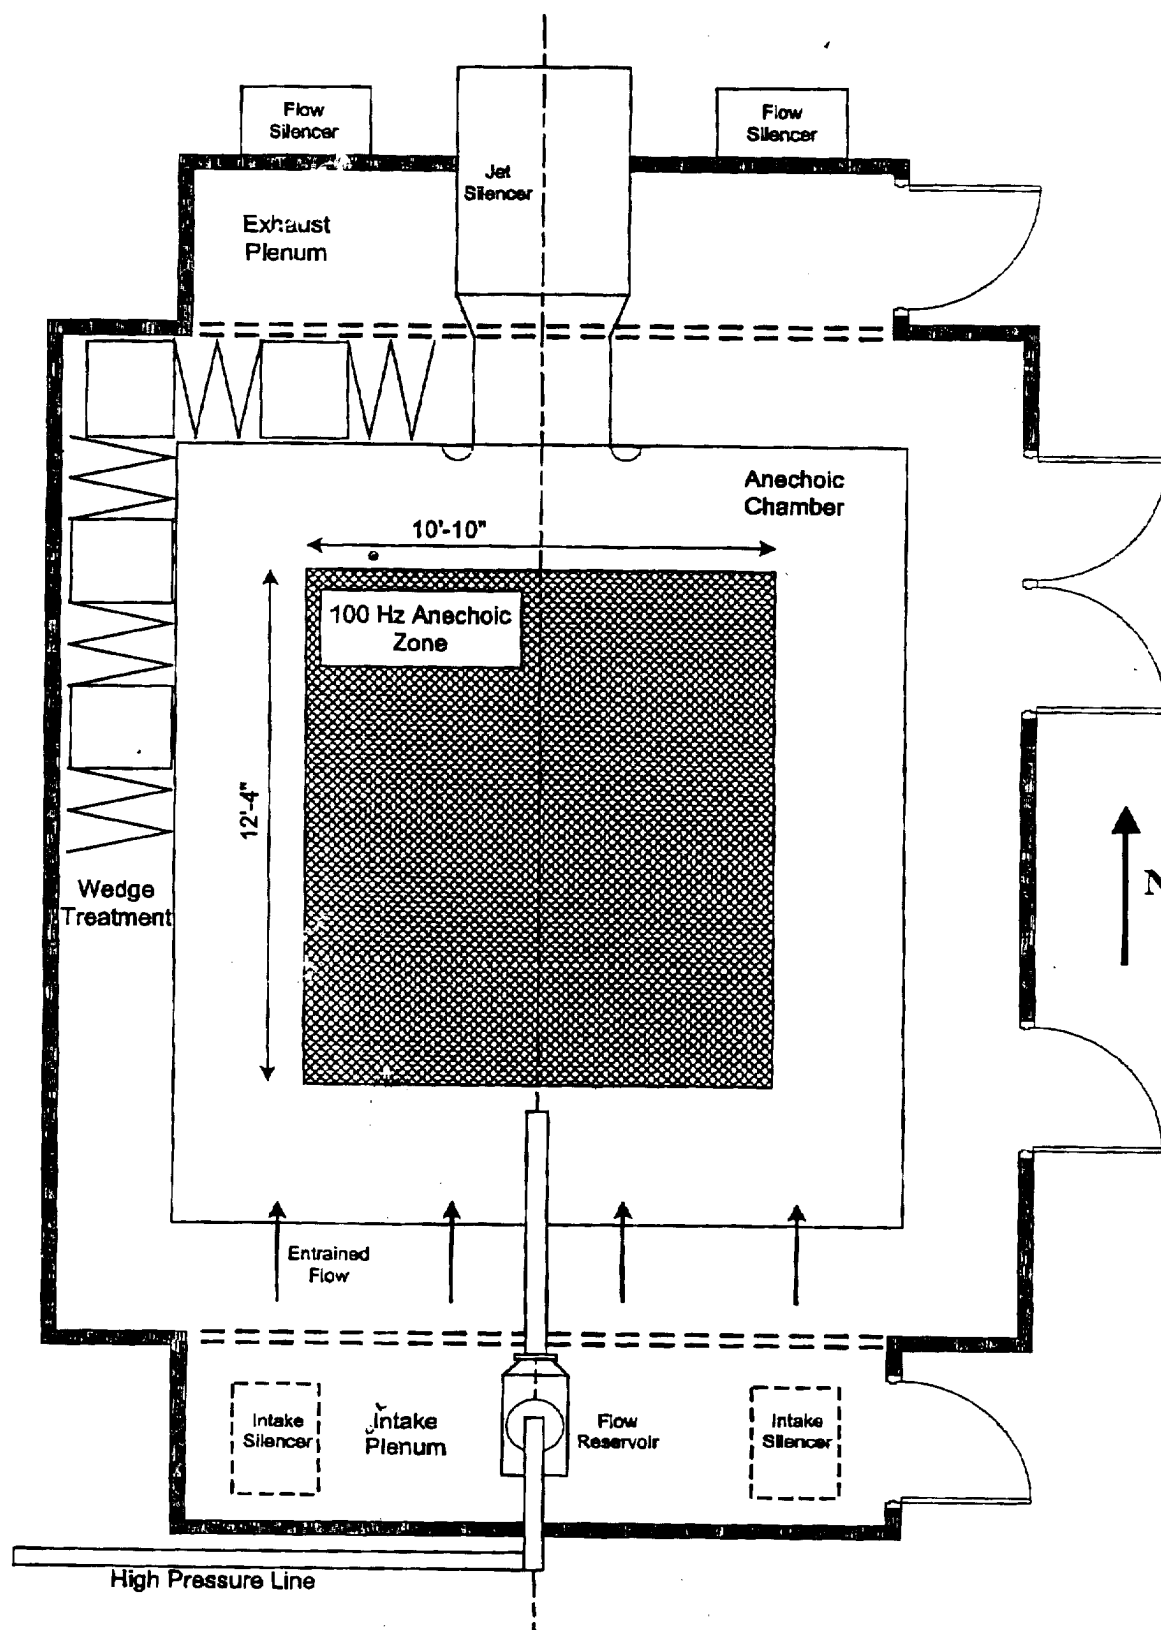 Flow
Silencer
Flow
Silencer
Jet
Silencer
Exhaust
Plenum
Anechoic
Chamber
10'-10"
100 Hz Anechoic
Zone
12'-4"
Wedge
Treatment
N
Entrained
Flow
Intake
Silencer
Intake
Plenum
Flow
Reservoir
Intake
Silencer
High Pressure Line